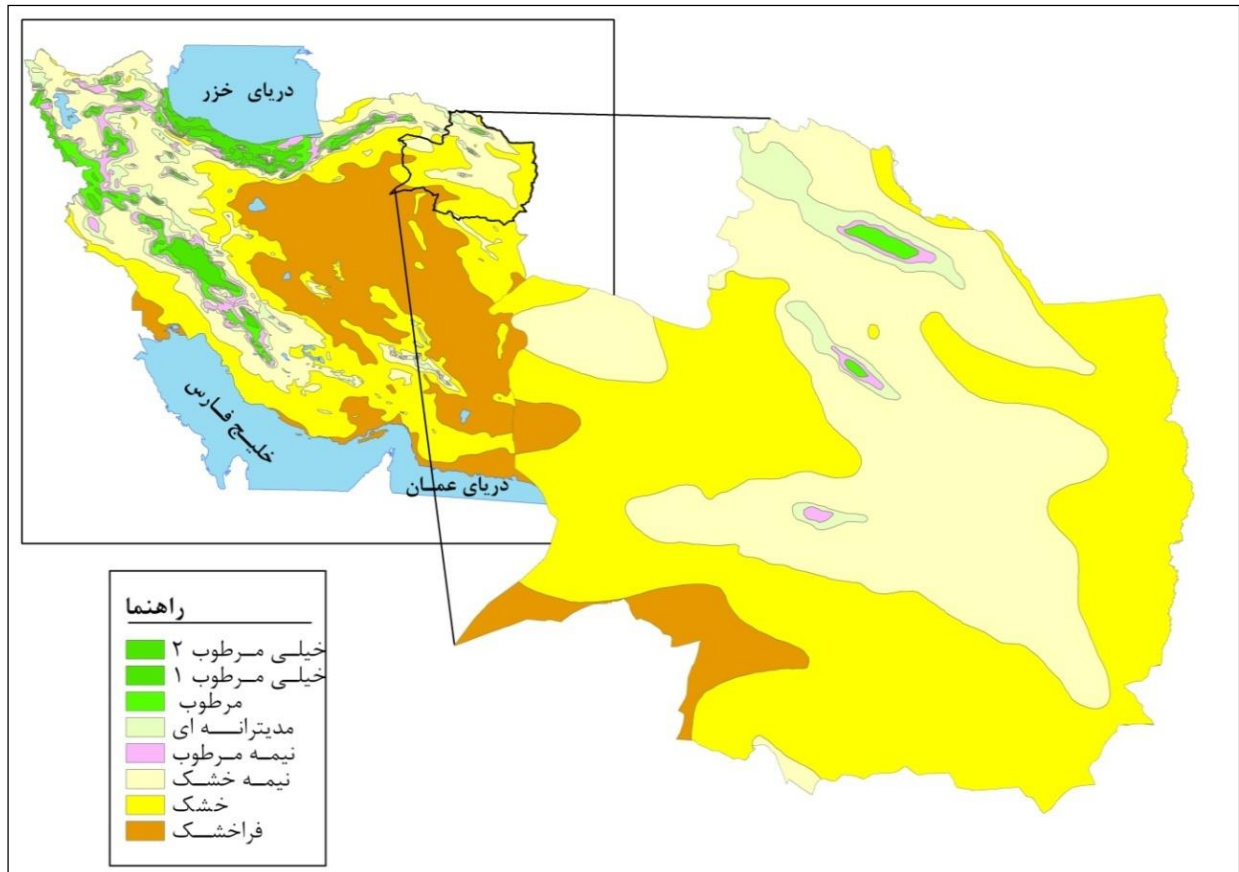 دریای خزر
خلیج فارس
دریای عمان
راهنما
خیلی مرطوب ۲
خیلی مرطوب ۱
مرطوب
مدیترانه ای
نیمه مرطوب
نیمه خشک
خشک
فراخشک